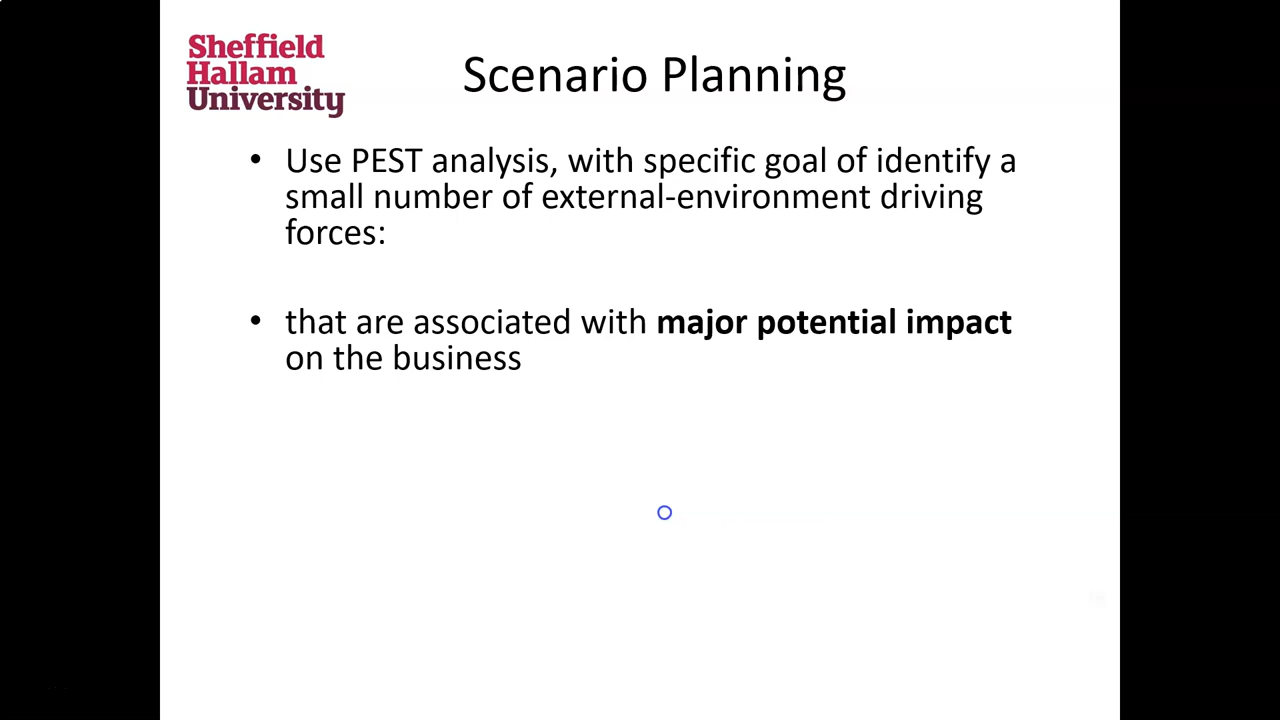 Sheffield
Hallam
University
Scenario Planning
• Use PEST analysis, with specific goal of identify a
small number of external-environment driving
forces:
• that are associated with major potential impact
on the business